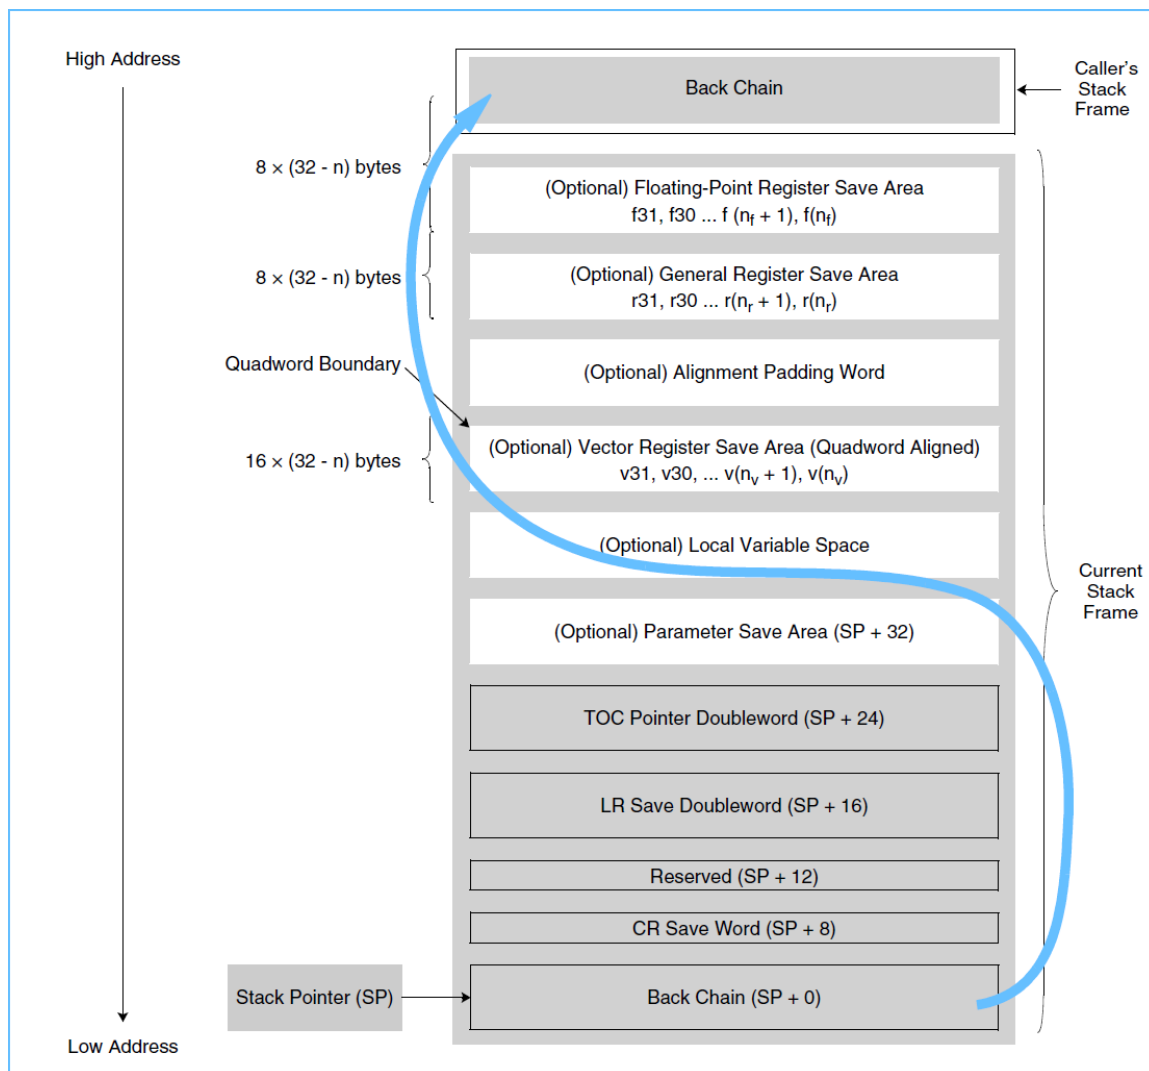 High Address
Back Chain
Caller's
Stack
Frame
8 × (32 - n) bytes
(Optional) Floating-Point Register Save Area
f31, f30 ... f (nf + 1), f(nf)
8 × (32 - n) bytes
(Optional) General Register Save Area
r31, r30 ... r(nr + 1), r(nr)
Quadword Boundary
(Optional) Alignment Padding Word
16 × (32 - n) bytes
(Optional) Vector Register Save Area (Quadword Aligned)
v31, v30, ... v(nv + 1), v(nv)
(Optional) Local Variable Space
Current
Stack
Frame
(Optional) Parameter Save Area (SP + 32)
TOC Pointer Doubleword (SP + 24)
LR Save Doubleword (SP + 16)
Reserved (SP + 12)
CR Save Word (SP + 8)
Stack Pointer (SP)
Back Chain (SP + 0)
Low Address